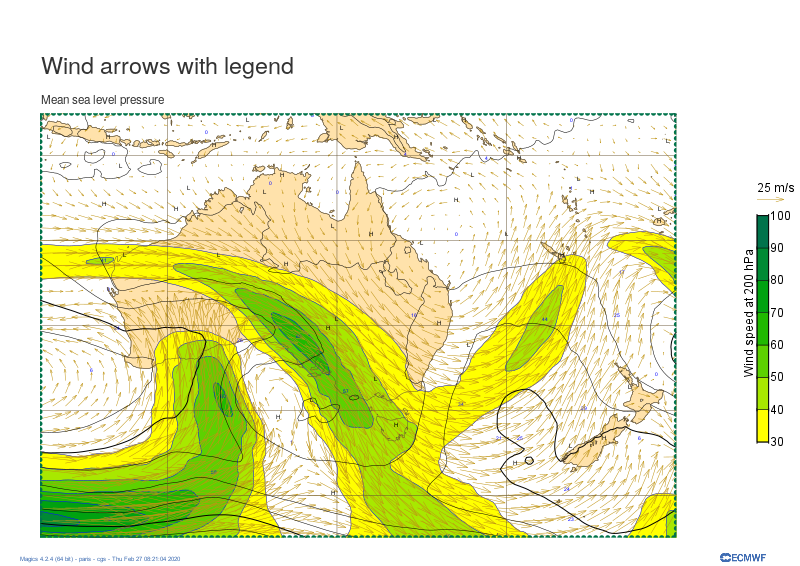 Wind arrows with legend
Mean sea level pressure
25 m/s
100
90
80
70
60
50
40
30
Wind speed at 200 hPa
Magics 4.2.4 (64 bit) - paris - cgs - Thu Feb 27 08:21:04 2020
ECMWF